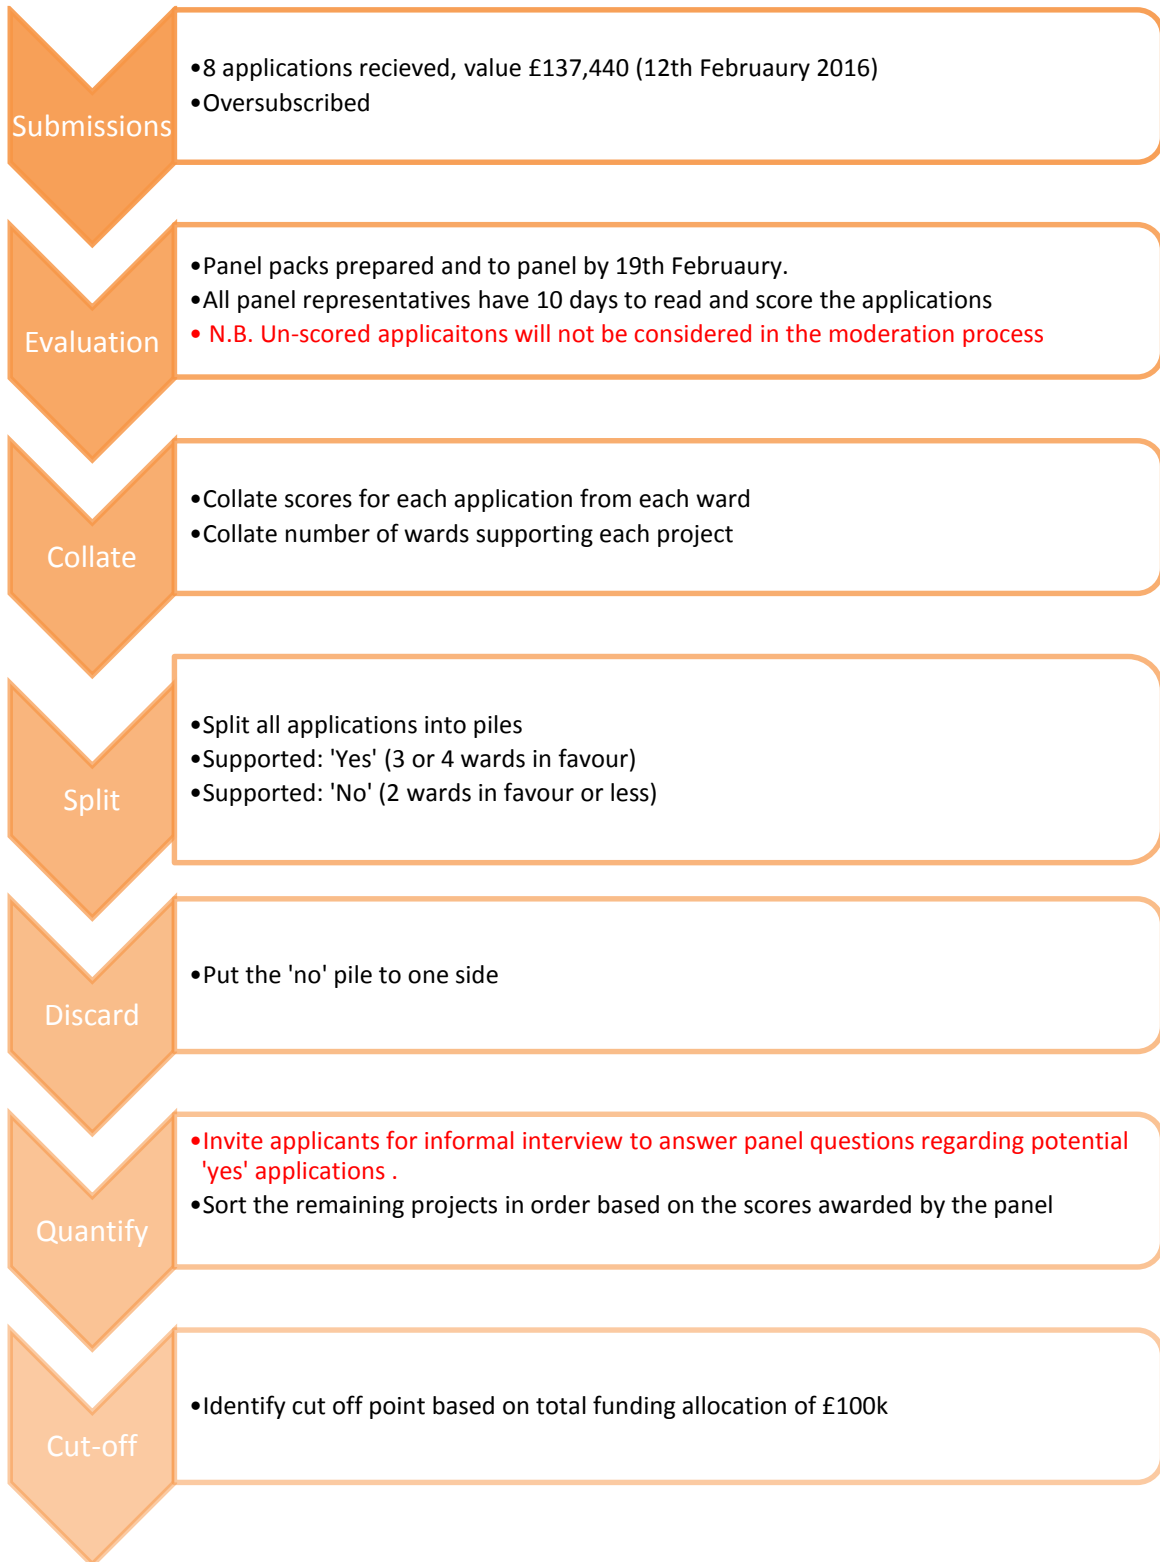 Submissions
•8 applications recieved, value £137,440 (12th Februaury 2016)
•Oversubscribed
Evaluation
•Panel packs prepared and to panel by 19th Februaury.
•All panel representatives have 10 days to read and score the applications
• N.B. Un-scored applicaitons will not be considered in the moderation process
Collate
•Collate scores for each application from each ward
•Collate number of wards supporting each project
Split
•Split all applications into piles
•Supported: 'Yes' (3 or 4 wards in favour)
•Supported: 'No' (2 wards in favour or less)
Discard
•Put the 'no' pile to one side
Quantify
•Invite applicants for informal interview to answer panel questions regarding potential
'yes' applications .
•Sort the remaining projects in order based on the scores awarded by the panel
Cut-off
•Identify cut off point based on total funding allocation of £100k